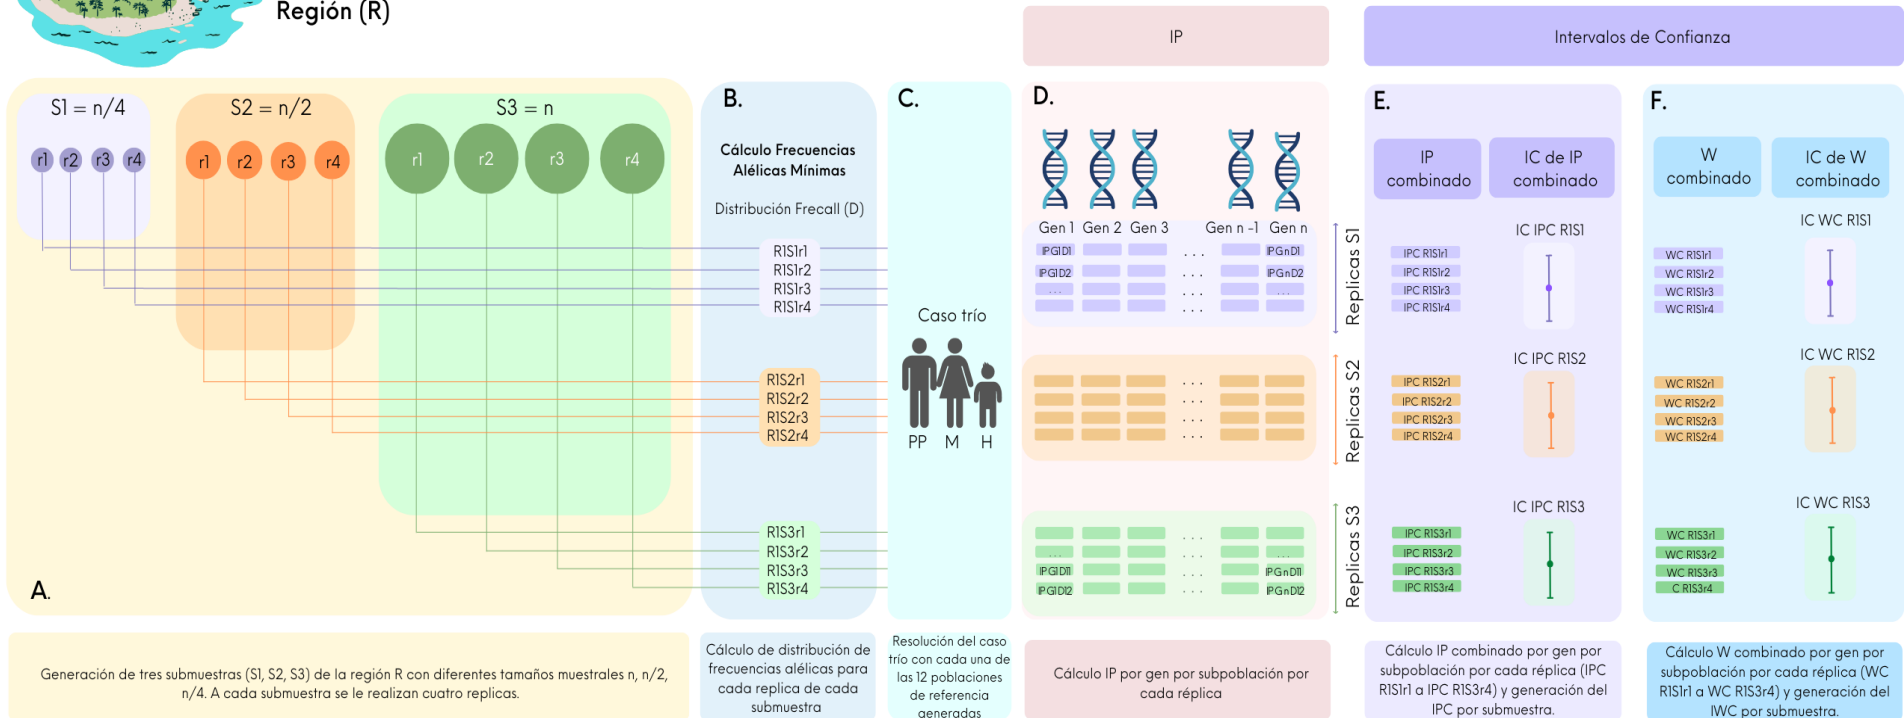 Región (R)
IP
Intervalos de Confianza
S1 = n/4
r1 r2 r3 r4
S2 = n/2
r1 r2 r3 r4
S3 = n
r1 r2 r3 r4
A.
B.
Cálculo Frecuencias
Alélicas Mínimas
Distribución Frecall (D)
R1S1r1
R1S1r2
R1S1r3
R1S1r4
R1S2r1
R1S2r2
R1S2r3
R1S2r4
R1S3r1
R1S3r2
R1S3r3
R1S3r4
C.
Caso trío
PP M H
D.
Gen 1 Gen 2 Gen 3 Gen n -1 Gen n
IPG1D1 ... IPGnD1
IPG1D2 ... IPGnD2
... ... ...
...
...
...
...
...
...
... ... ...
IPG1D11 ... IPGnD11
IPG1D12 ... IPGnD12
Replicas S1
Replicas S2
Replicas S3
E.
IP
combinado
IC de IP
combinado
IC IPC R1S1
IPC R1S1r1
IPC R1S1r2
IPC R1S1r3
IPC R1S1r4
IC IPC R1S2
IPC R1S2r1
IPC R1S2r2
IPC R1S2r3
IPC R1S2r4
IC IPC R1S3
IPC R1S3r1
IPC R1S3r2
IPC R1S3r3
IPC R1S3r4
F.
W
combinado
IC de W
combinado
IC WC R1S1
WC R1S1r1
WC R1S1r2
WC R1S1r3
WC R1S1r4
IC WC R1S2
WC R1S2r1
WC R1S2r2
WC R1S2r3
WC R1S2r4
IC WC R1S3
WC R1S3r1
WC R1S3r2
WC R1S3r3
C R1S3r4
Generación de tres submuestras (S1, S2, S3) de la región R con diferentes tamaños muestrales n, n/2,
n/4. A cada submuestra se le realizan cuatro replicas.
Cálculo de distribución de
frecuencias alélicas para
cada replica de cada
submuestra
Resolución del caso
trío con cada una de
las 12 poblaciones
de referencia
generadas
Cálculo IP por gen por subpoblación por
cada réplica
Cálculo IP combinado por gen por
subpoblación por cada réplica (IPC
R1S1r1 a IPC R1S3r4) y generación del
IPC por submuestra.
Cálculo W combinado por gen por
subpoblación por cada réplica (WC
R1S1r1 a WC R1S3r4) y generación del
IWC por submuestra.